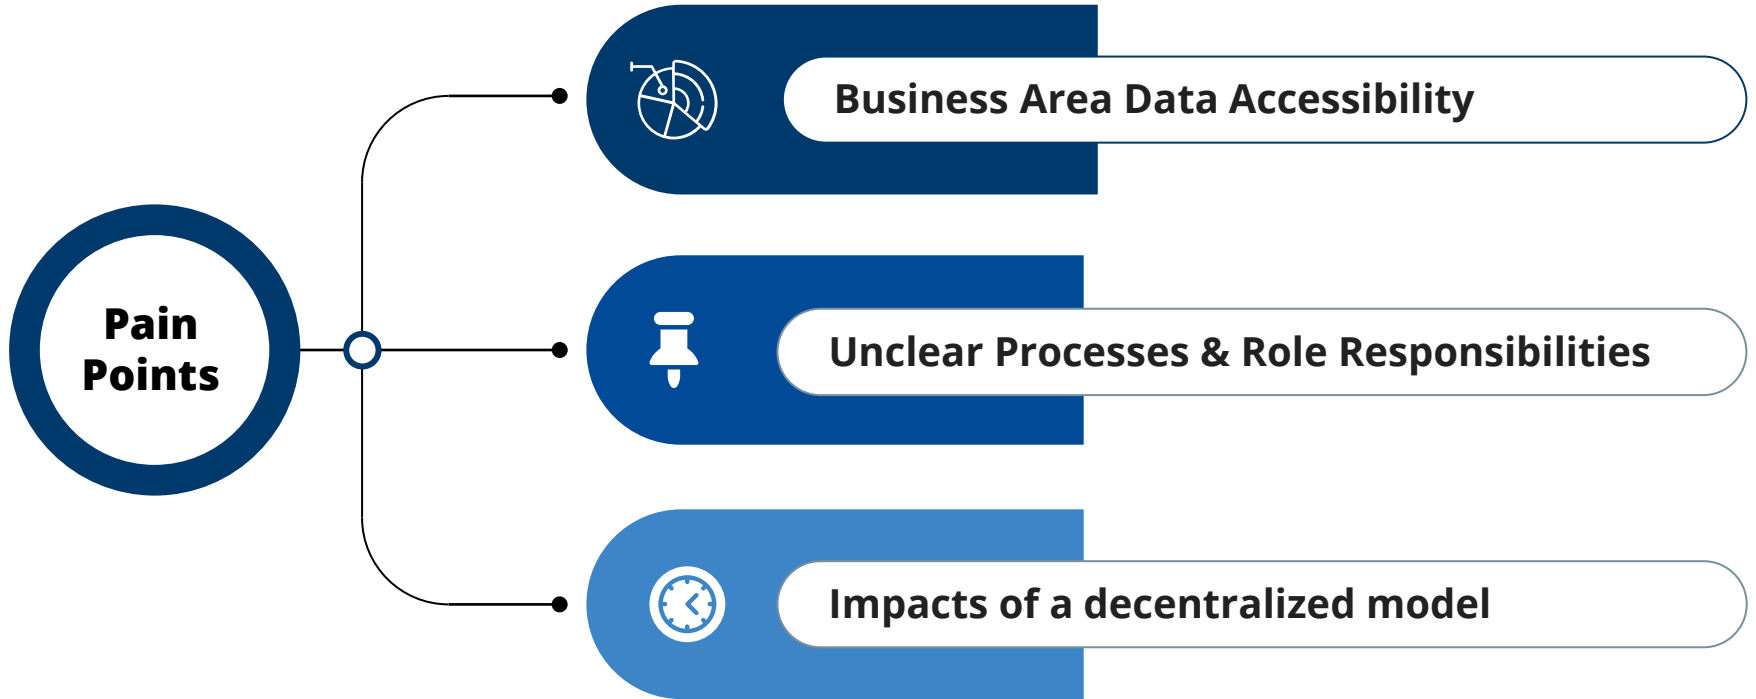 Pain
Points
Business Area Data Accessibility
Unclear Processes & Role Responsibilities
Impacts of a decentralized model